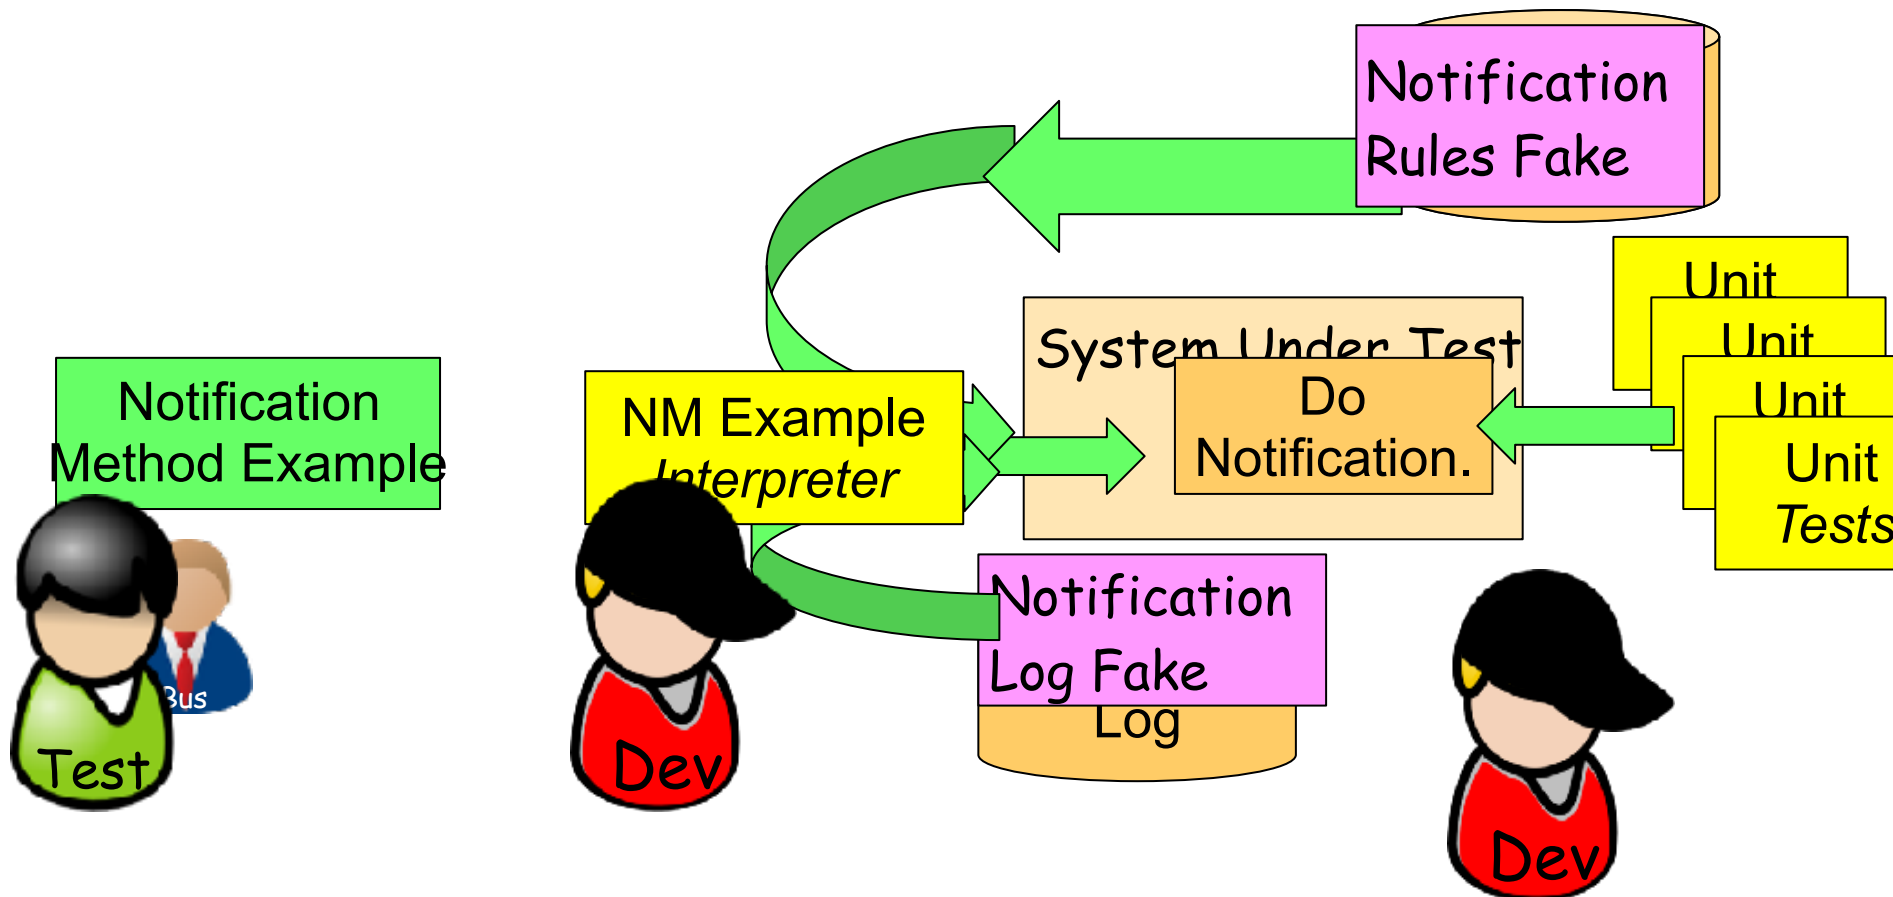 Notification
Rules Fake
Unit
Unit
Unit
Unit
Tests
System Under Test
Do
Notification.
Notification
Method Example
NM Example
Interpreter
Notification
Log Fake
Log
Bus
Test
Dev
Dev